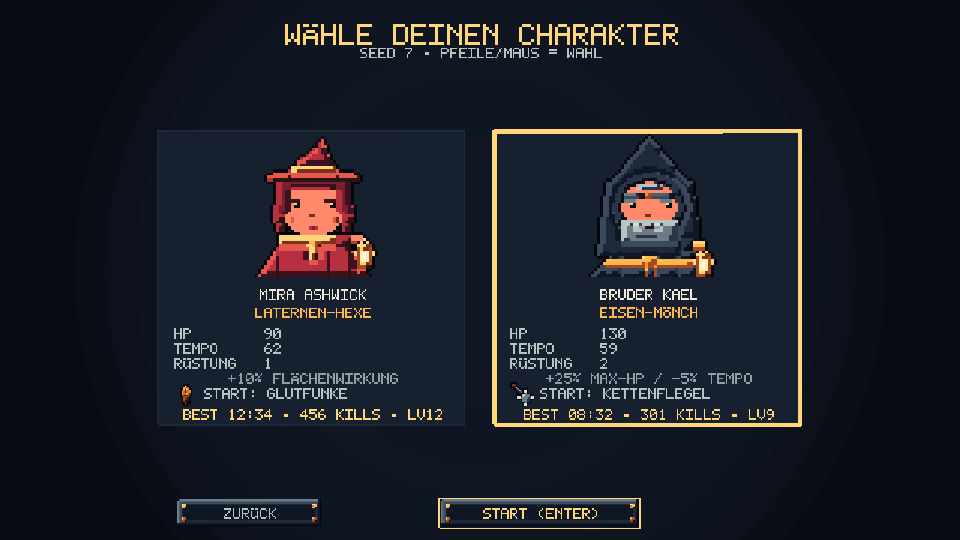 WÄHLE DEINEN CHARAKTER
SEED 7 - PFEILE/MAUS = WAHL
MIRA ASHWICK
LATERNEN-HEXE
HP 90
TEMPO 62
RÜSTUNG 1
+10% FLÄCHENWIRKUNG
START: GLUTFUNKE
BEST 12:34 - 456 KILLS - LV12
BRUDER KAEL
EISEN-MÖNCH
HP 130
TEMPO 59
RÜSTUNG 2
+25% MAX-HP / -5% TEMPO
START: KETTENFLEGEL
BEST 08:32 - 301 KILLS - LV9
ZURÜCK
START (ENTER)